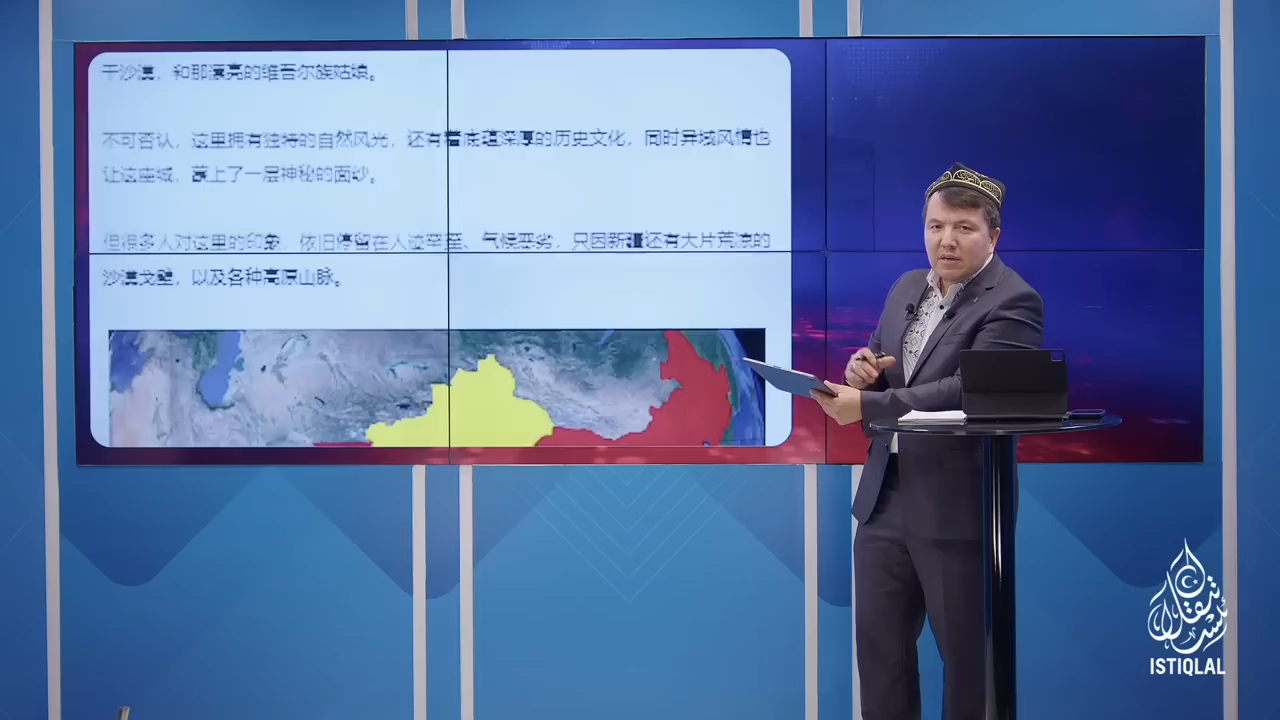 干沙漠，和那漂亮的维吾尔族姑娘。
不可否认，这里拥有独特的自然风光，还有着底蕴深厚的历史文化，同时异域风情也
让这座城，蒙上了一层神秘的面纱。
但很多人对这里的印象，依旧停留在人迹罕至、气候恶劣，只因新疆还有大片荒凉的
沙漠戈壁，以及各种高原山脉。
ئىستىقلال
ISTIQLAL